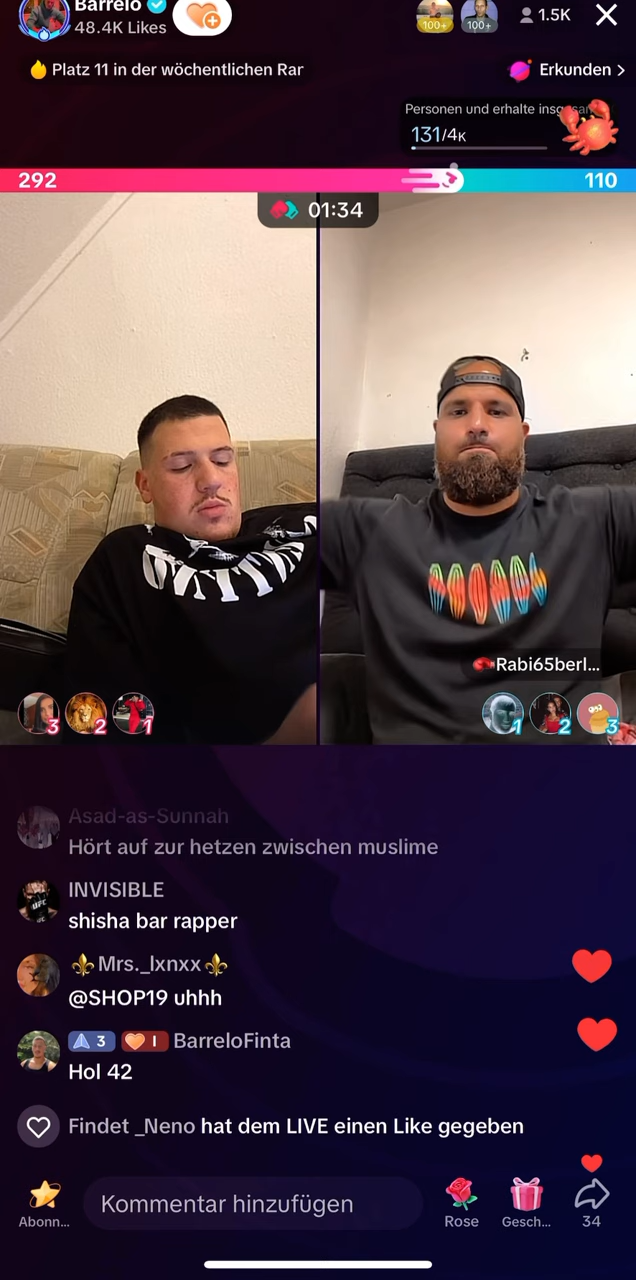 Barrelo
48.4K Likes
100+
100+
1.5K
Platz 11 in der wöchentlichen Rar
Erkunden >
Personen und erhalte
131/4K
292
110
01:34
Rabi65berl...
3
2
1
1
2
3
Asad-as-Sunnah
Hört auf zur hetzen zwischen muslime
INVISIBLE
shisha bar rapper
⚜️Mrs._lxnxx⚜️
@SHOP19 uhhh
3 I BarreloFinta
Hol 42
Findet _Neno hat dem LIVE einen Like gegeben
Abonn...
Kommentar hinzufügen
Rose
Gesch...
34